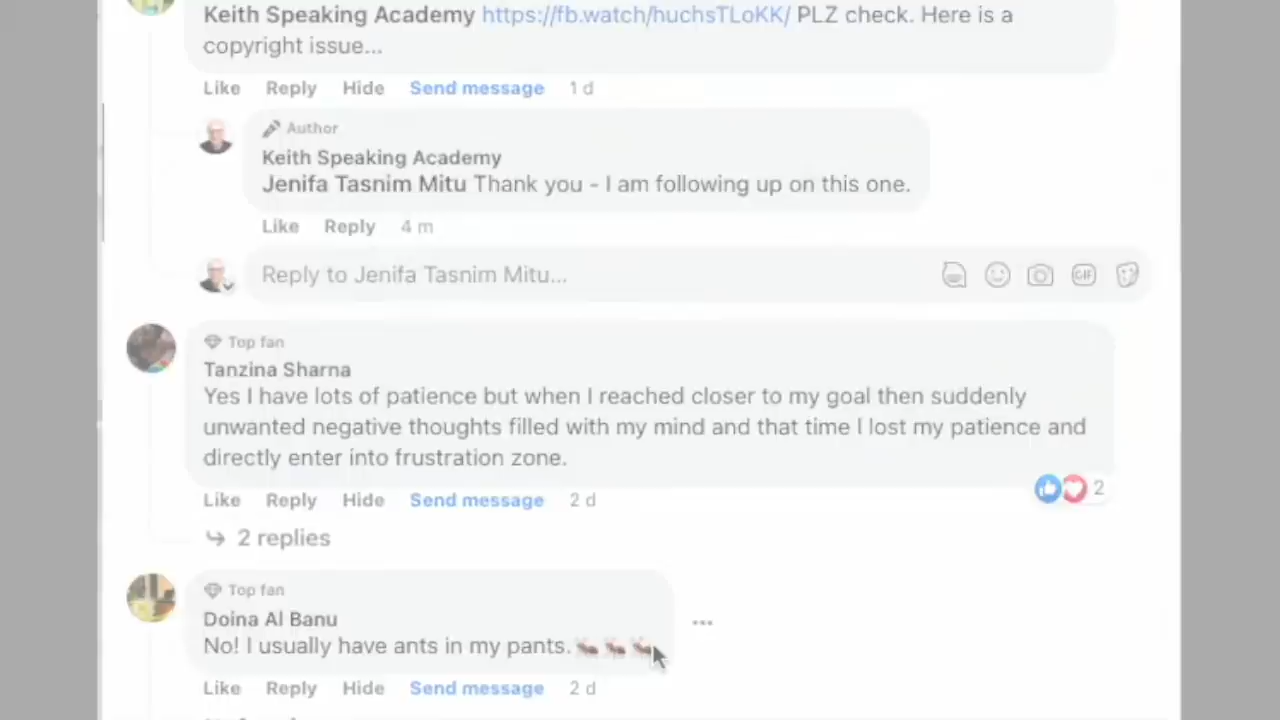 Keith Speaking Academy https://fb.watch/huchsTLoKK/ PLZ check. Here is a
copyright issue...
Like Reply Hide Send message 1 d
Author
Keith Speaking Academy
Jenifa Tasnim Mitu Thank you - I am following up on this one.
Like Reply 4 m
Reply to Jenifa Tasnim Mitu...
GIF
Top fan
Tanzina Sharna
Yes I have lots of patience but when I reached closer to my goal then suddenly
unwanted negative thoughts filled with my mind and that time I lost my patience and
directly enter into frustration zone.
2
Like Reply Hide Send message 2 d
2 replies
Top fan
Doina Al Banu
No! I usually have ants in my pants.🐜🐜🐜
Like Reply Hide Send message 2 d